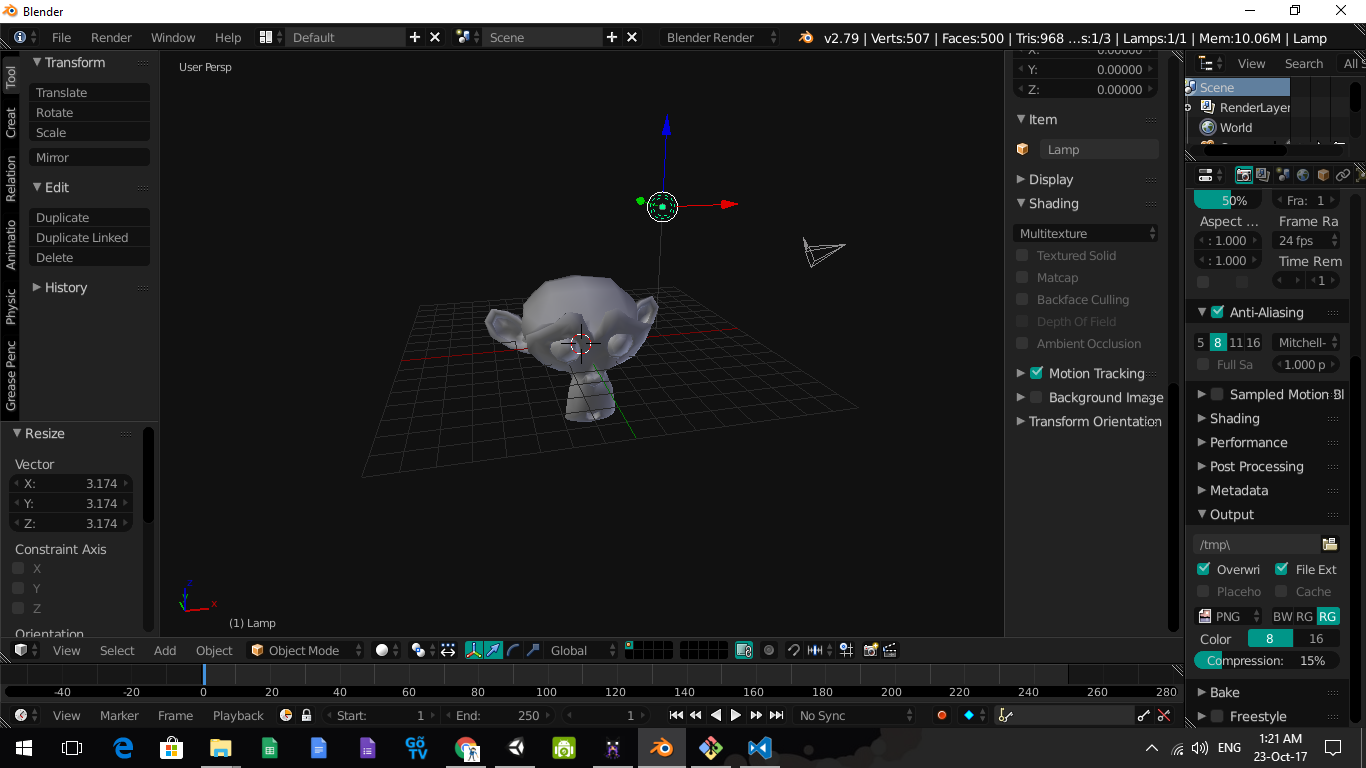 Blender
File Render Window Help Default Scene Blender Render v2.79 | Verts:507 | Faces:500 | Tris:968 ...s:1/3 | Lamps:1/1 | Mem:10.06M | Lamp
Tool
Creat
Relation
Animatio
Physic
Grease Penc
Transform
Translate
Rotate
Scale
Mirror
Edit
Duplicate
Duplicate Linked
Delete
History
Resize
Vector
X: 3.174
Y: 3.174
Z: 3.174
Constraint Axis
X
Y
Z
Orientation
User Persp
(1) Lamp
X: 0.00000
Y: 0.00000
Z: 0.00000
Item
Lamp
Display
Shading
Multitexture
Textured Solid
Matcap
Backface Culling
Depth Of Field
Ambient Occlusion
Motion Tracking
Background Image
Transform Orientation
View Search All S
Scene
RenderLayer
World
50% Fra: 1
Aspect ... Frame Ra
: 1.000 24 fps
: 1.000 Time Rem
1
Anti-Aliasing
5 8 11 16 Mitchell-
Full Sa 1.000 p
Sampled Motion Bl
Shading
Performance
Post Processing
Metadata
Output
/tmp\
Overwri File Ext
Placeho Cache
PNG BW RG RG
Color 8 16
Compression: 15%
Bake
Freestyle
View Select Add Object Object Mode Global
-40 -20 0 20 40 60 80 100 120 140 160 180 200 220 240 260 280
View Marker Frame Playback Start: 1 End: 250 1 No Sync
GO TV
ENG
1:21 AM
23-Oct-17